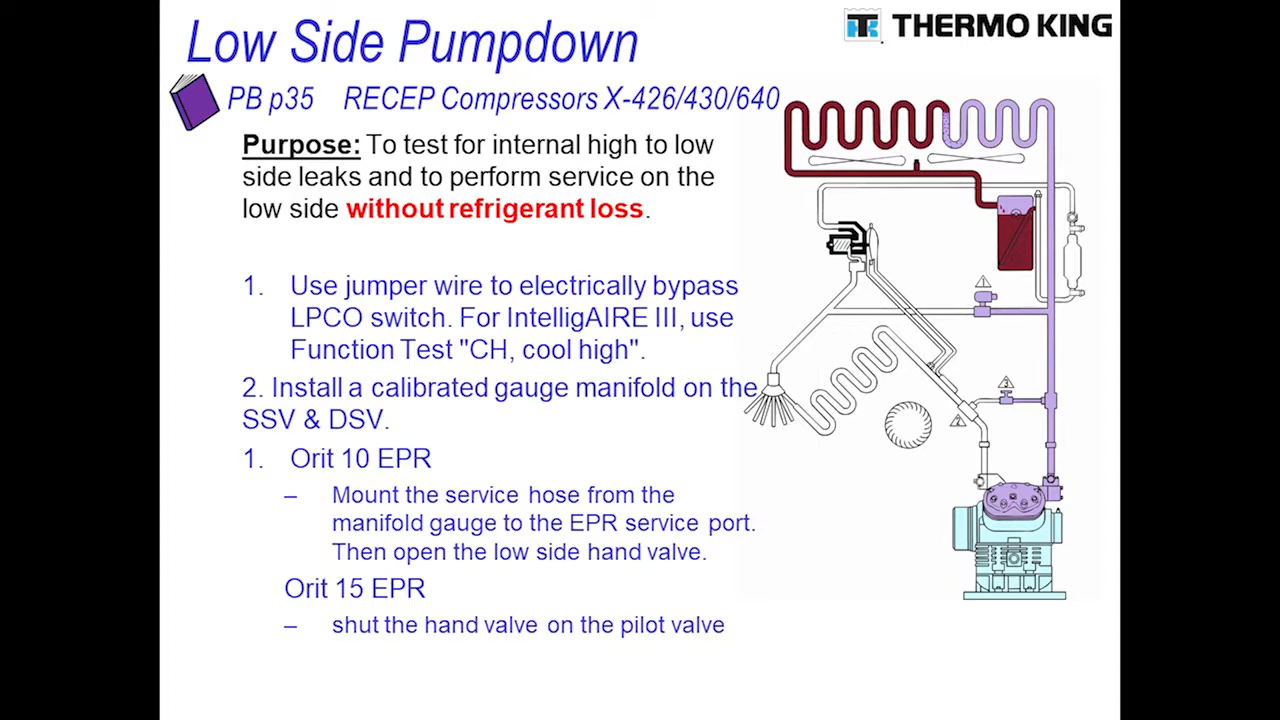 Low Side Pumpdown
THERMO KING
PB p35 RECEP Compressors X-426/430/640
Purpose: To test for internal high to low
side leaks and to perform service on the
low side without refrigerant loss.
1. Use jumper wire to electrically bypass
LPCO switch. For IntelligAIRE III, use
Function Test "CH, cool high".
2. Install a calibrated gauge manifold on the
SSV & DSV.
1. Orit 10 EPR
– Mount the service hose from the
manifold gauge to the EPR service port.
Then open the low side hand valve.
Orit 15 EPR
– shut the hand valve on the pilot valve